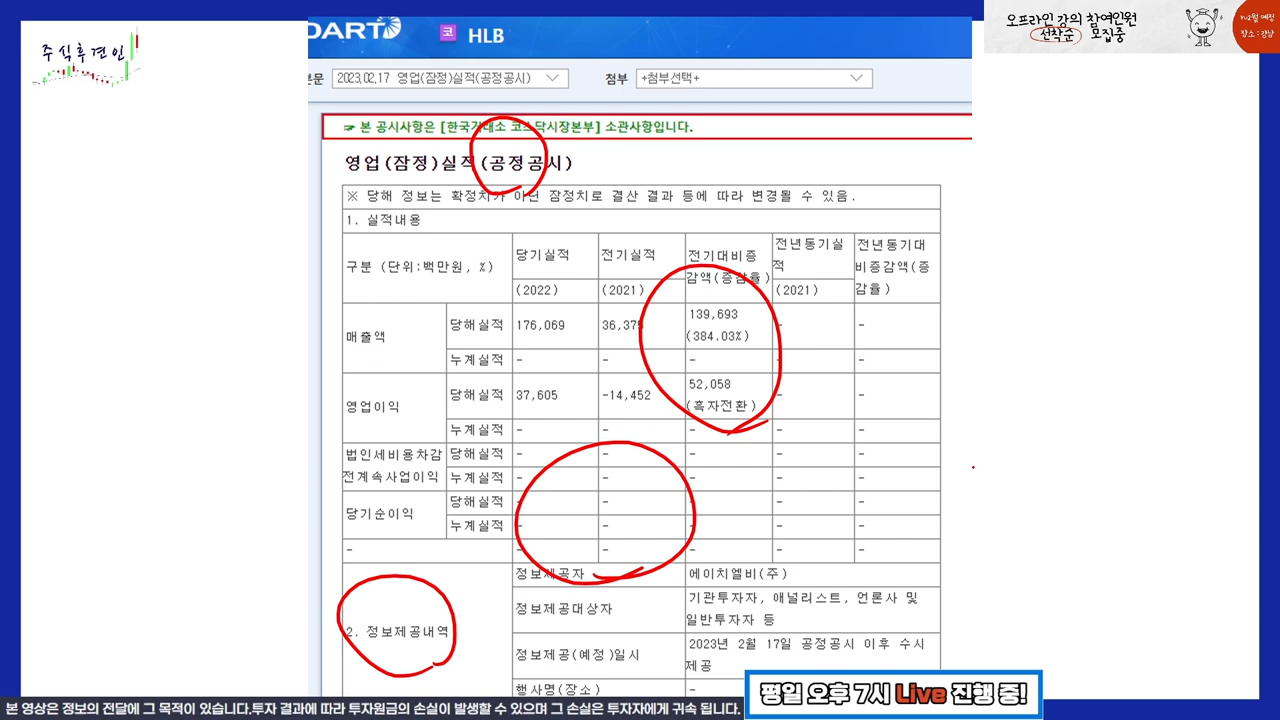 주식후견인
DART
코 HLB
오프라인 강의 참여인원
선착순 모집중
12월 예정
장소 : 강남
본문 2023.02.17 영업(잠정)실적(공정공시) 첨부 +첨부선택+
☞ 본 공시사항은 [한국거래소 코스닥시장본부] 소관사항입니다.
영업(잠정)실적(공정공시)
※ 당해 정보는 확정치가 아닌 잠정치로 결산 결과 등에 따라 변경될 수 있음.
1. 실적내용
구분 (단위:백만원, %) 당기실적 전기실적 전기대비증감액(증감율) 전년동기실적 전년동기대비증감액(증감율)
(2022) (2021) (2021)
매출액 당해실적 176,069 36,375 139,693 (384.03%) - -
누계실적 - - - - -
영업이익 당해실적 37,605 -14,452 52,058 (흑자전환) - -
누계실적 - - - - -
법인세비용차감전계속사업이익 당해실적 - - - - -
누계실적 - - - - -
당기순이익 당해실적 - - - - -
누계실적 - - - - -
- - - - - -
2. 정보제공내역 정보제공자 에이치엘비(주)
정보제공대상자 기관투자자, 애널리스트, 언론사 및 일반투자자 등
정보제공(예정)일시 2023년 2월 17일 공정공시 이후 수시 제공
행사명(장소) -
평일 오후 7시 Live 진행 중!
본 영상은 정보의 전달에 그 목적이 있습니다.투자 결과에 따라 투자원금의 손실이 발생할 수 있으며 그 손실은 투자자에게 귀속 됩니다.